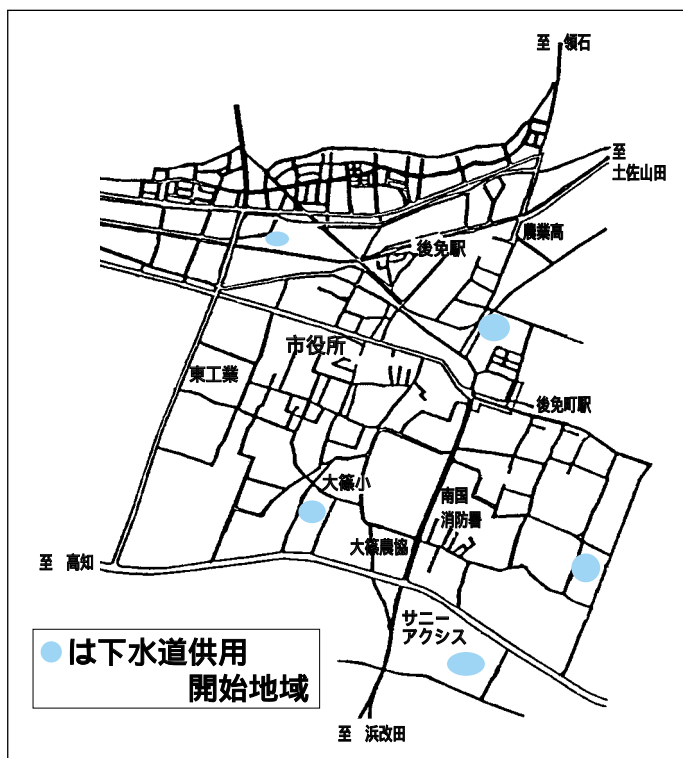 至 領石
至
土佐山田
農業高
後免駅
市役所
東工業
後免町駅
大篠小
南国
消防署
大篠農協
至 高知
サニー
アクシス
は下水道供用
開始地域
至 浜改田